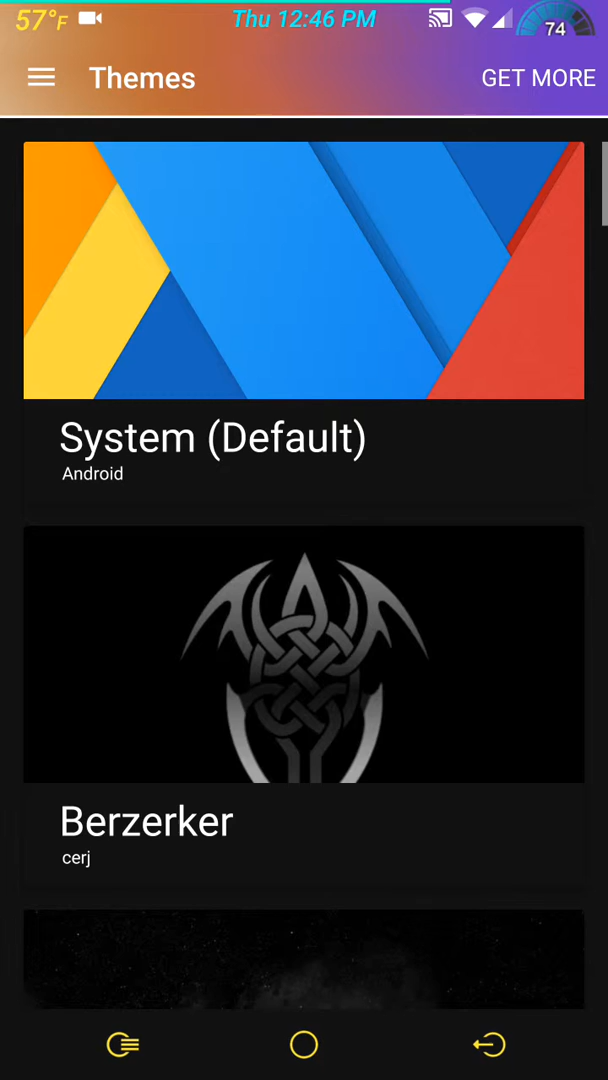 57°F Thu 12:46 PM 74
Themes GET MORE
System (Default)
Android
Berzerker
cerj